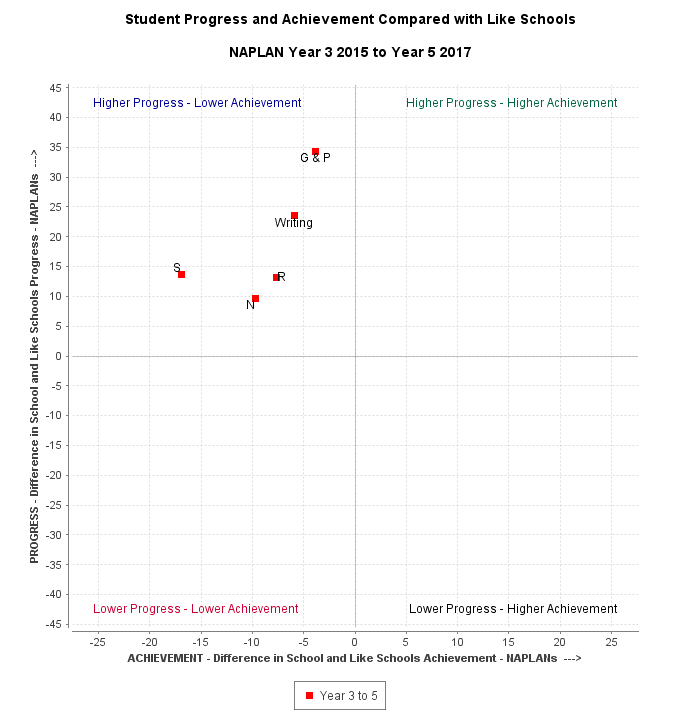 Student Progress and Achievement Compared with Like Schools
NAPLAN Year 3 2015 to Year 5 2017
PROGRESS - Difference in School and Like Schools Progress - NAPLANs --->
45
40
35
30
25
20
15
10
5
0
-5
-10
-15
-20
-25
-30
-35
-40
-45
Higher Progress - Lower Achievement
Higher Progress - Higher Achievement
G & P
Writing
S
R
N
Lower Progress - Lower Achievement
Lower Progress - Higher Achievement
-25 -20 -15 -10 -5 0 5 10 15 20 25
ACHIEVEMENT - Difference in School and Like Schools Achievement - NAPLANs --->
Year 3 to 5